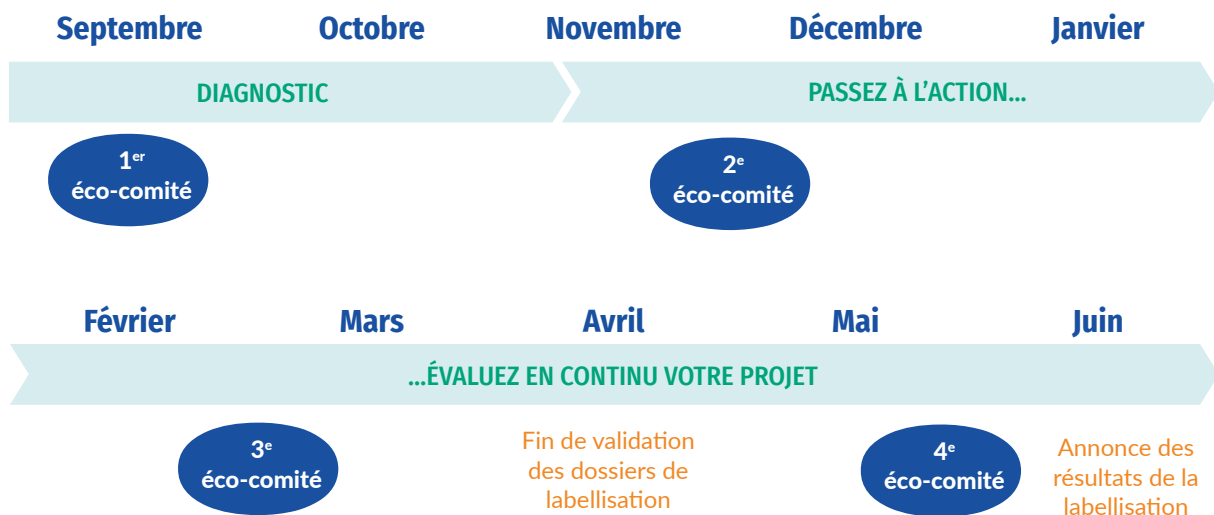 Septembre Octobre Novembre Décembre Janvier
DIAGNOSTIC PASSEZ À L’ACTION...
1er
éco-comité
2e
éco-comité
Février Mars Avril Mai Juin
...ÉVALUEZ EN CONTINU VOTRE PROJET
3e
éco-comité
Fin de validation
des dossiers de
labellisation
4e
éco-comité
Annonce des
résultats de la
labellisation